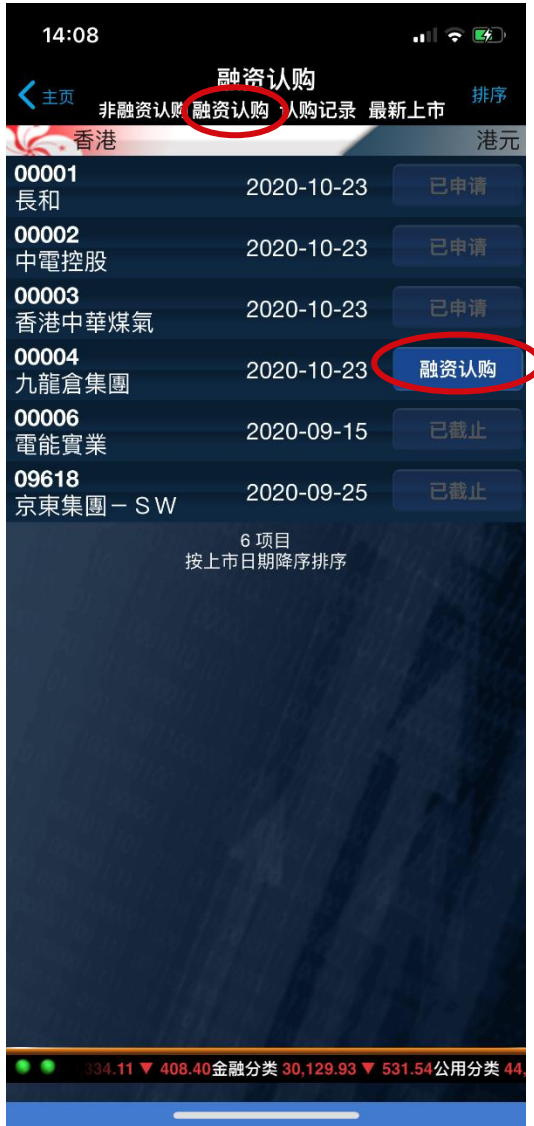 14:08
融资认购
主页
排序
非融资认购 融资认购 认购记录 最新上市
香港 港元
00001
長和 2020-10-23 已申请
00002
中電控股 2020-10-23 已申请
00003
香港中華煤氣 2020-10-23 已申请
00004
九龍倉集團 2020-10-23 融资认购
00006
電能實業 2020-09-15 已截止
09618
京東集團－ＳＷ 2020-09-25 已截止
6 项目
按上市日期降序排序
334.11 ▼ 408.40 金融分类 30,129.93 ▼ 531.54 公用分类 44,